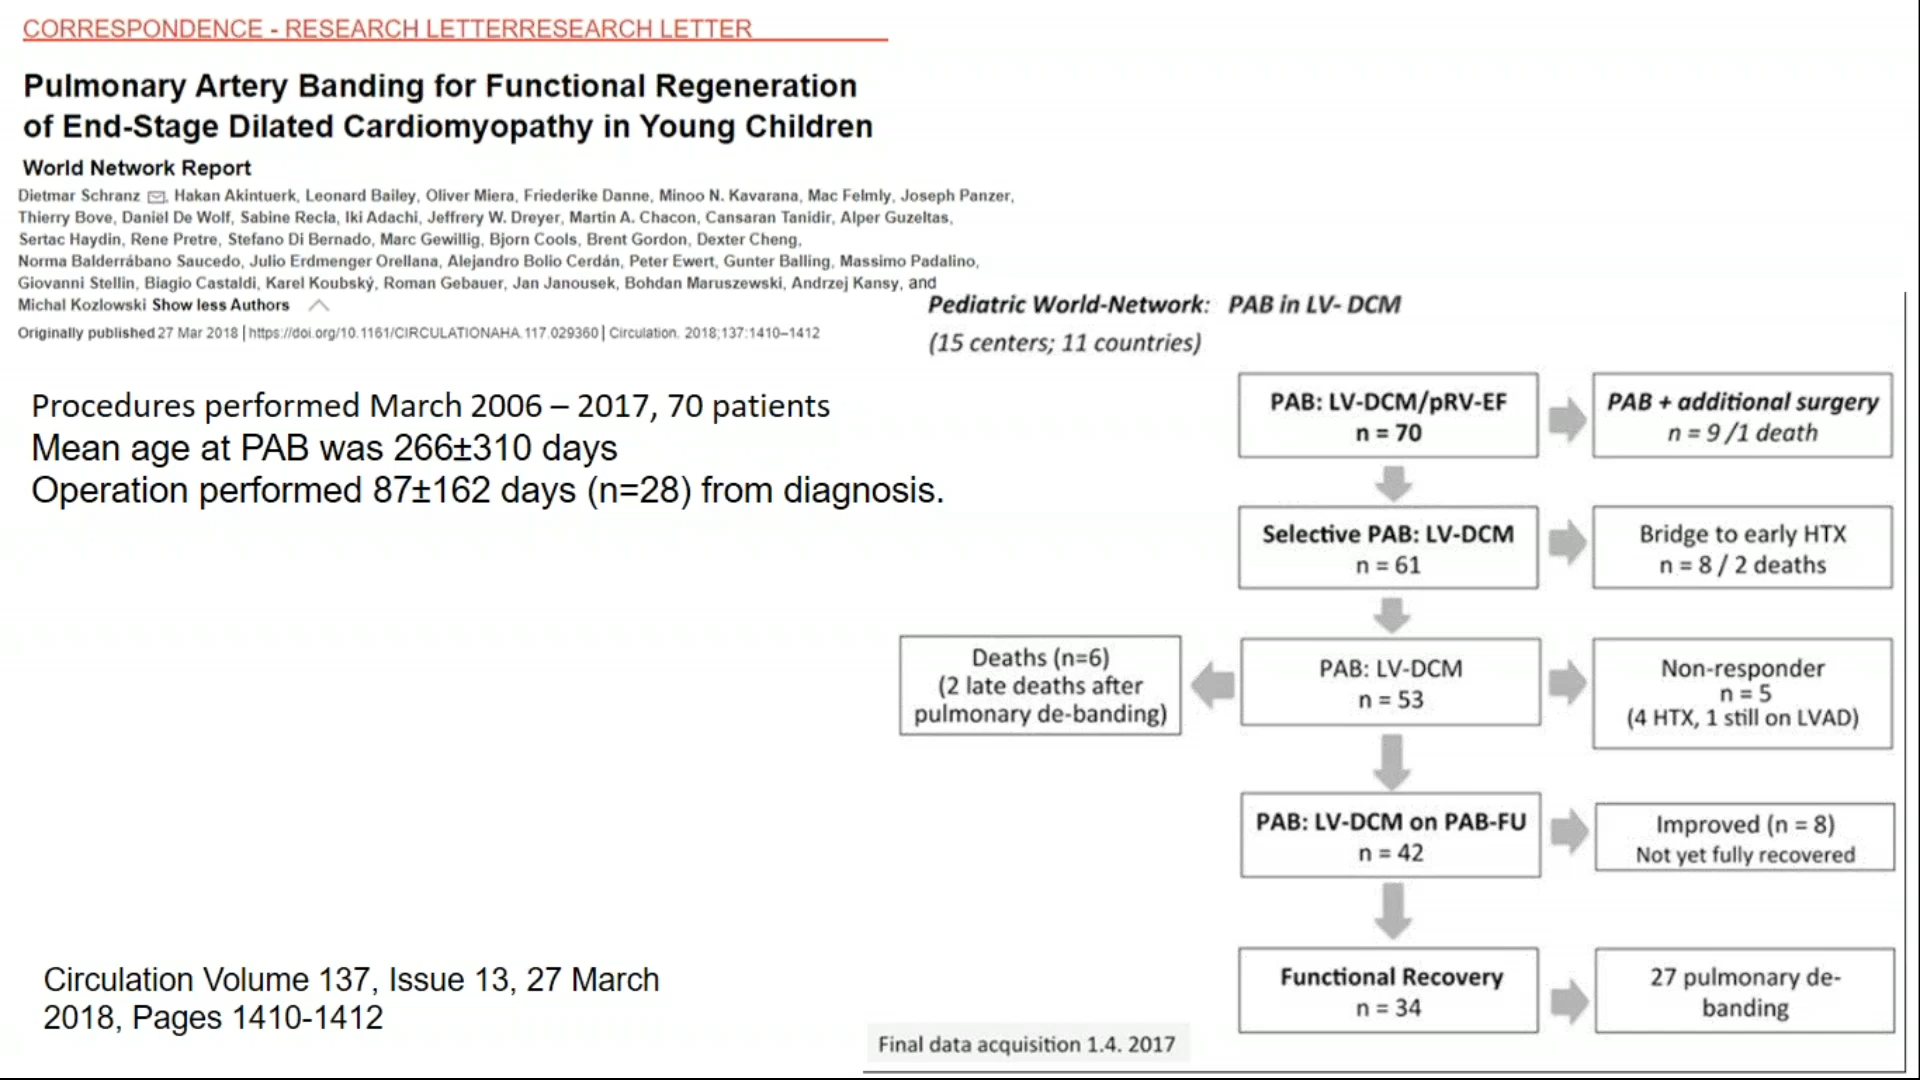 CORRESPONDENCE - RESEARCH LETTERRESEARCH LETTER
Pulmonary Artery Banding for Functional Regeneration
of End-Stage Dilated Cardiomyopathy in Young Children
World Network Report
Dietmar Schranz, Hakan Akintuerk, Leonard Bailey, Oliver Miera, Friederike Danne, Minoo N. Kavarana, Mac Felmly, Joseph Panzer,
Thierry Bove, Daniël De Wolf, Sabine Recla, Iki Adachi, Jeffrery W. Dreyer, Martin A. Chacon, Cansaran Tanidir, Alper Guzeltas,
Sertac Haydin, Rene Pretre, Stefano Di Bernado, Marc Gewillig, Bjorn Cools, Brent Gordon, Dexter Cheng,
Norma Balderrábano Saucedo, Julio Erdmenger Orellana, Alejandro Bolio Cerdán, Peter Ewert, Gunter Balling, Massimo Padalino,
Giovanni Stellin, Biagio Castaldi, Karel Koubský, Roman Gebauer, Jan Janousek, Bohdan Maruszewski, Andrzej Kansy, and
Michal Kozlowski Show less Authors
Originally published 27 Mar 2018 | https://doi.org/10.1161/CIRCULATIONAHA.117.029360 | Circulation. 2018;137:1410–1412
Procedures performed March 2006 – 2017, 70 patients
Mean age at PAB was 266±310 days
Operation performed 87±162 days (n=28) from diagnosis.
Pediatric World-Network: PAB in LV- DCM
(15 centers; 11 countries)
PAB: LV-DCM/pRV-EF
n = 70
PAB + additional surgery
n = 9 /1 death
Selective PAB: LV-DCM
n = 61
Bridge to early HTX
n = 8 / 2 deaths
Deaths (n=6)
(2 late deaths after
pulmonary de-banding)
PAB: LV-DCM
n = 53
Non-responder
n = 5
(4 HTX, 1 still on LVAD)
PAB: LV-DCM on PAB-FU
n = 42
Improved (n = 8)
Not yet fully recovered
Functional Recovery
n = 34
27 pulmonary de-
banding
Circulation Volume 137, Issue 13, 27 March
2018, Pages 1410-1412
Final data acquisition 1.4. 2017